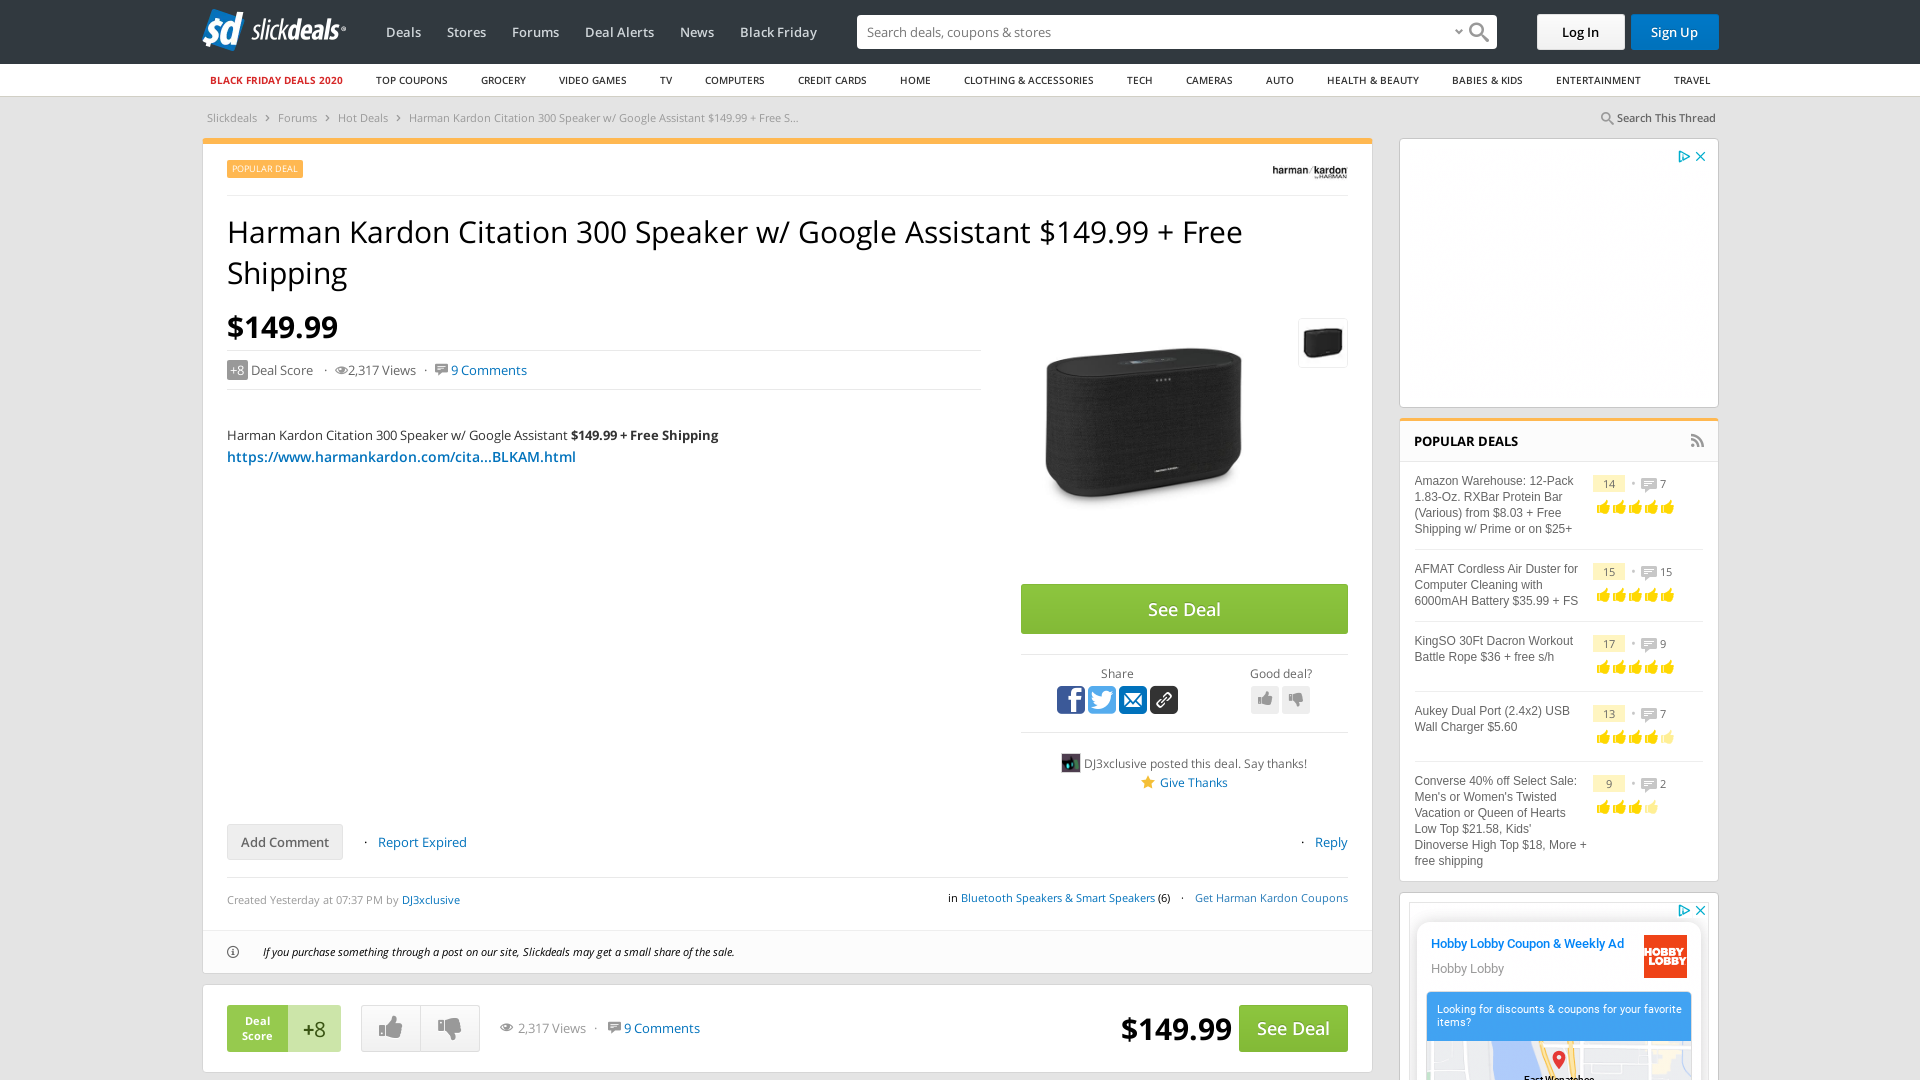 slickdeals
Deals
Stores
Forums
Deal Alerts
News
Black Friday
Search deals, coupons & stores
Log In
Sign Up
BLACK FRIDAY DEALS 2020
TOP COUPONS
GROCERY
VIDEO GAMES
TV
COMPUTERS
CREDIT CARDS
HOME
CLOTHING & ACCESSORIES
TECH
CAMERAS
AUTO
HEALTH & BEAUTY
BABIES & KIDS
ENTERTAINMENT
TRAVEL
Slickdeals › Forums › Hot Deals › Harman Kardon Citation 300 Speaker w/ Google Assistant $149.99 + Free S...
Search This Thread
POPULAR DEAL
harman/kardon
by HARMAN
Harman Kardon Citation 300 Speaker w/ Google Assistant $149.99 + Free
Shipping
$149.99
+8 Deal Score · 2,317 Views · 9 Comments
Harman Kardon Citation 300 Speaker w/ Google Assistant $149.99 + Free Shipping
https://www.harmankardon.com/cita...BLKAM.html
See Deal
Share
Good deal?
DJ3xclusive posted this deal. Say thanks!
Give Thanks
Add Comment · Report Expired
· Reply
Created Yesterday at 07:37 PM by DJ3xclusive
in Bluetooth Speakers & Smart Speakers (6) · Get Harman Kardon Coupons
If you purchase something through a post on our site, Slickdeals may get a small share of the sale.
Deal
Score
+8
2,317 Views · 9 Comments
$149.99
See Deal
POPULAR DEALS
Amazon Warehouse: 12-Pack
1.83-Oz. RXBar Protein Bar
(Various) from $8.03 + Free
Shipping w/ Prime or on $25+
14 • 7
AFMAT Cordless Air Duster for
Computer Cleaning with
6000mAH Battery $35.99 + FS
15 • 15
KingSO 30Ft Dacron Workout
Battle Rope $36 + free s/h
17 • 9
Aukey Dual Port (2.4x2) USB
Wall Charger $5.60
13 • 7
Converse 40% off Select Sale:
Men's or Women's Twisted
Vacation or Queen of Hearts
Low Top $21.58, Kids'
Dinoverse High Top $18, More +
free shipping
9 • 2
Hobby Lobby Coupon & Weekly Ad
Hobby Lobby
HOBBY
LOBBY
Looking for discounts & coupons for your favorite
items?
East Wenatchee